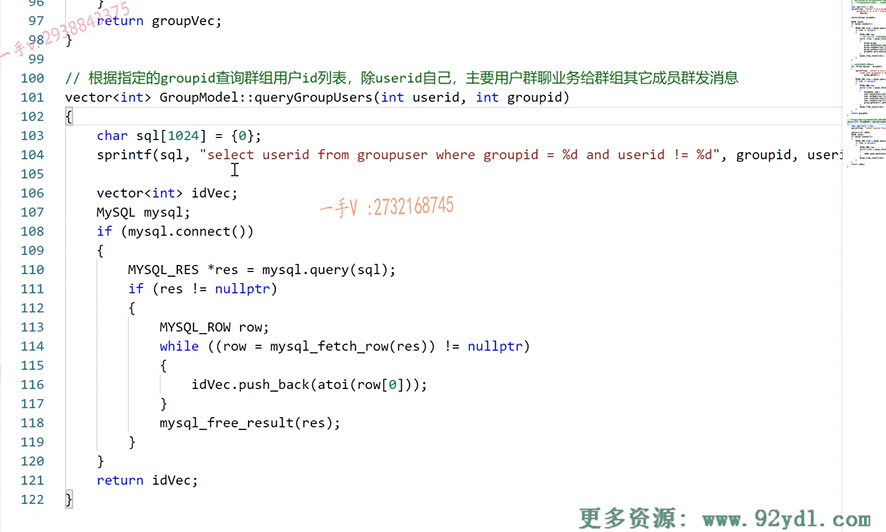 96 }
97 return groupVec;
98 }
99
100 // 根据指定的groupid查询群组用户id列表，除userid自己，主要用户群聊业务给群组其它成员群发消息
101 vector<int> GroupModel::queryGroupUsers(int userid, int groupid)
102 {
103 char sql[1024] = {0};
104 sprintf(sql, "select userid from groupuser where groupid = %d and userid != %d", groupid, useri
105
106 vector<int> idVec;
107 MySQL mysql;
108 if (mysql.connect())
109 {
110 MYSQL_RES *res = mysql.query(sql);
111 if (res != nullptr)
112 {
113 MYSQL_ROW row;
114 while ((row = mysql_fetch_row(res)) != nullptr)
115 {
116 idVec.push_back(atoi(row[0]));
117 }
118 mysql_free_result(res);
119 }
120 }
121 return idVec;
122 }
一手V:2938842375
一手V :2732168745
更多资源: www.92ydl.com